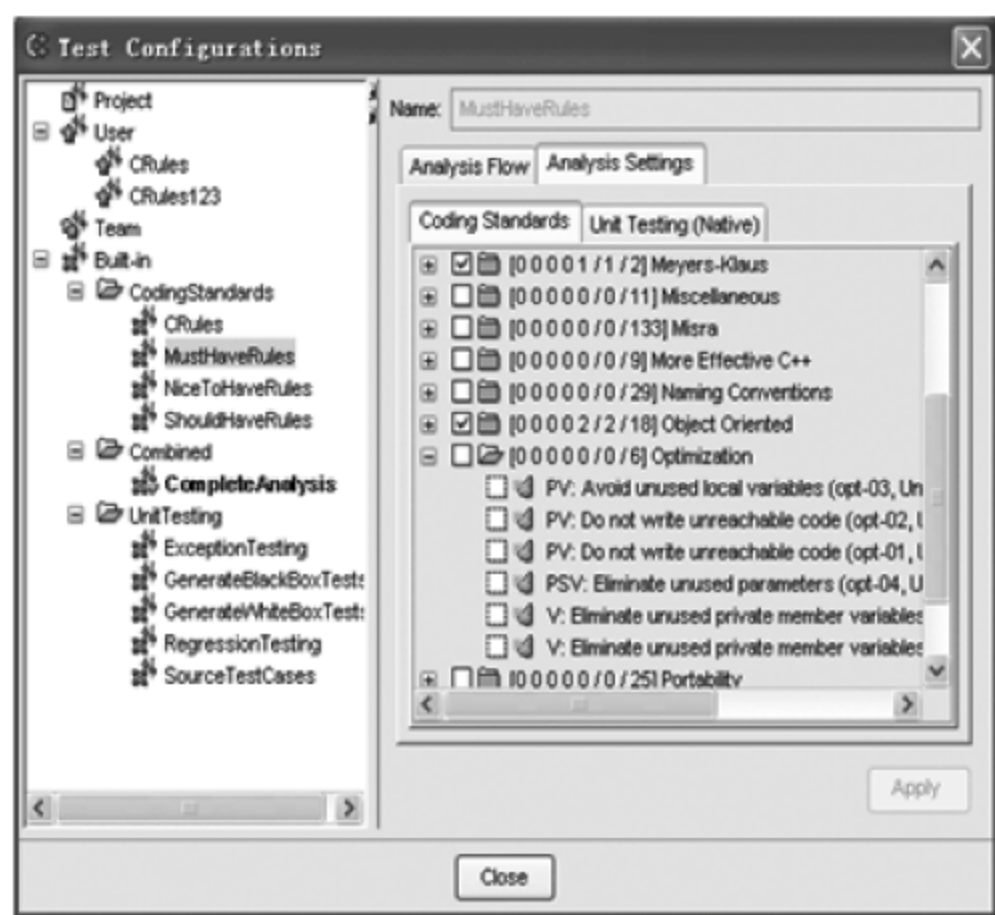 Test Configurations
Project
User
CRules
CRules123
Team
Built-in
CodingStandards
CRules
MustHaveRules
NiceToHaveRules
ShouldHaveRules
Combined
CompleteAnalysis
UnitTesting
ExceptionTesting
GenerateBlackBoxTests
GenerateWhiteBoxTests
RegressionTesting
SourceTestCases
Name: MustHaveRules
Analysis Flow Analysis Settings
Coding Standards Unit Testing (Native)
[0 0 0 0 1 / 1 / 2] Meyers-Klaus
[0 0 0 0 0 / 0 / 11] Miscellaneous
[0 0 0 0 0 / 0 / 133] Misra
[0 0 0 0 0 / 0 / 9] More Effective C++
[0 0 0 0 0 / 0 / 29] Naming Conventions
[0 0 0 0 2 / 2 / 18] Object Oriented
[0 0 0 0 0 / 0 / 6] Optimization
PV: Avoid unused local variables (opt-03, Un
PV: Do not write unreachable code (opt-02, U
PV: Do not write unreachable code (opt-01, U
PSV: Eliminate unused parameters (opt-04, U
V: Eliminate unused private member variables
V: Eliminate unused private member variables
[0 0 0 0 0 / 0 / 25] Portability
Apply
Close